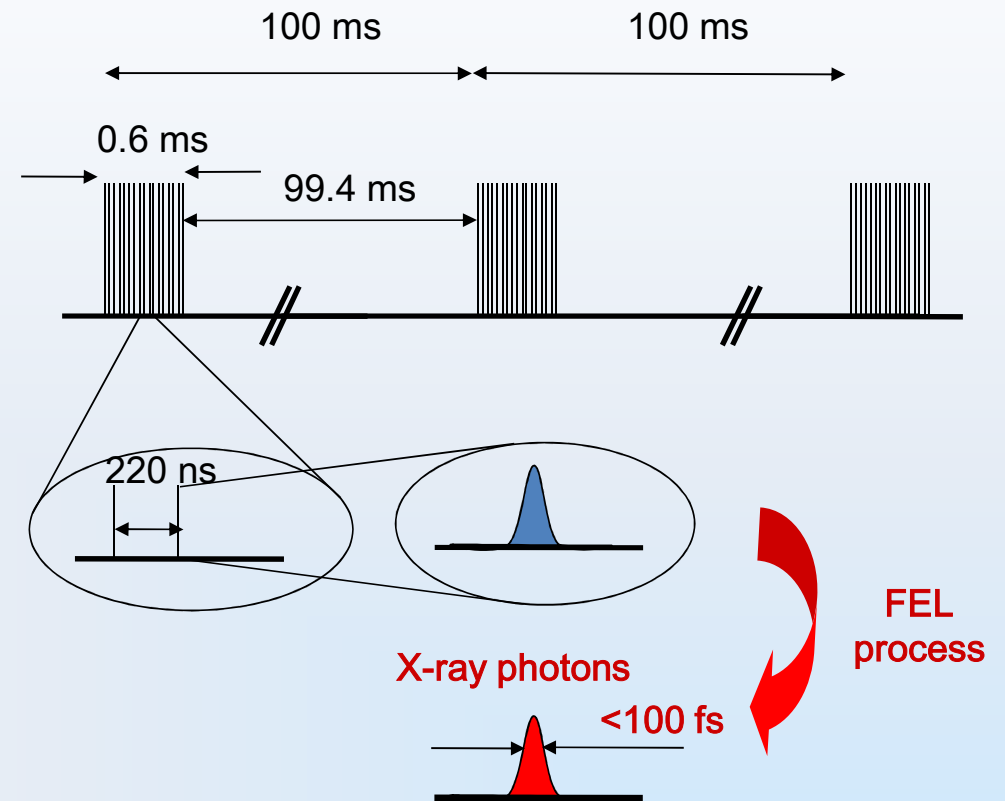 100 ms
100 ms
0.6 ms
99.4 ms
220 ns
FEL
process
X-ray photons
<100 fs